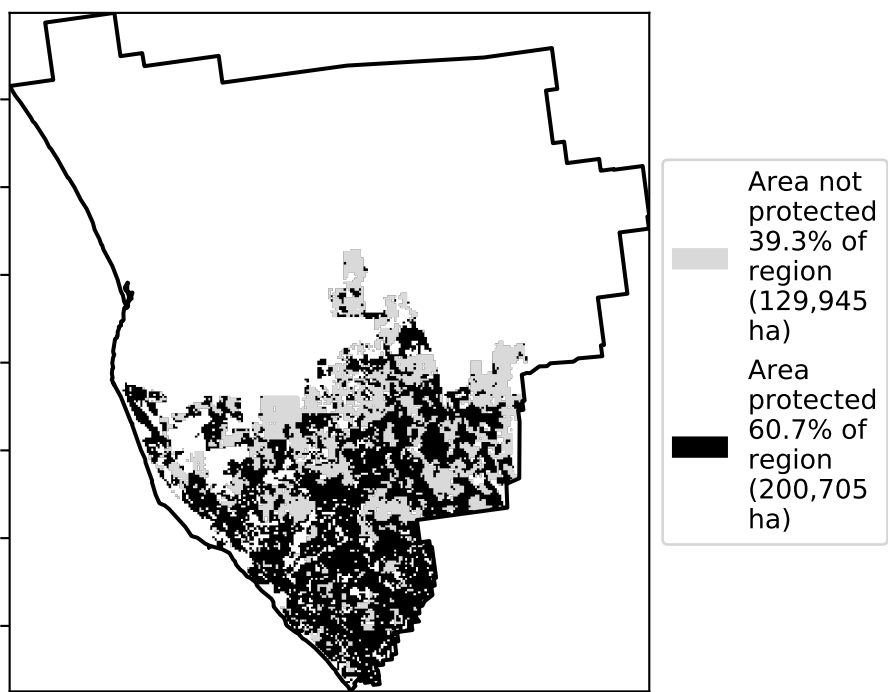 Area not
protected
39.3% of
region
(129,945
ha)
Area
protected
60.7% of
region
(200,705
ha)